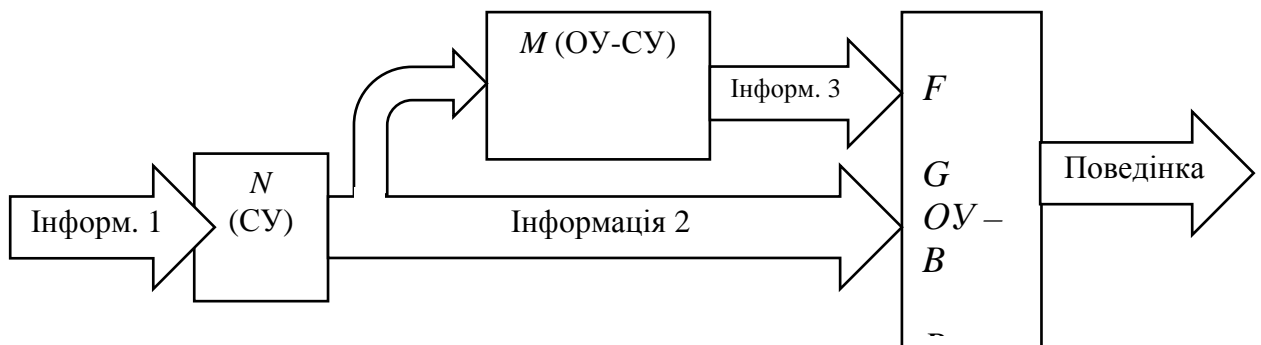 M (ОУ-СУ)
Інформ. 3
F
N
(СУ)
Інформ. 1
Інформація 2
G
ОУ –
В
Поведінка